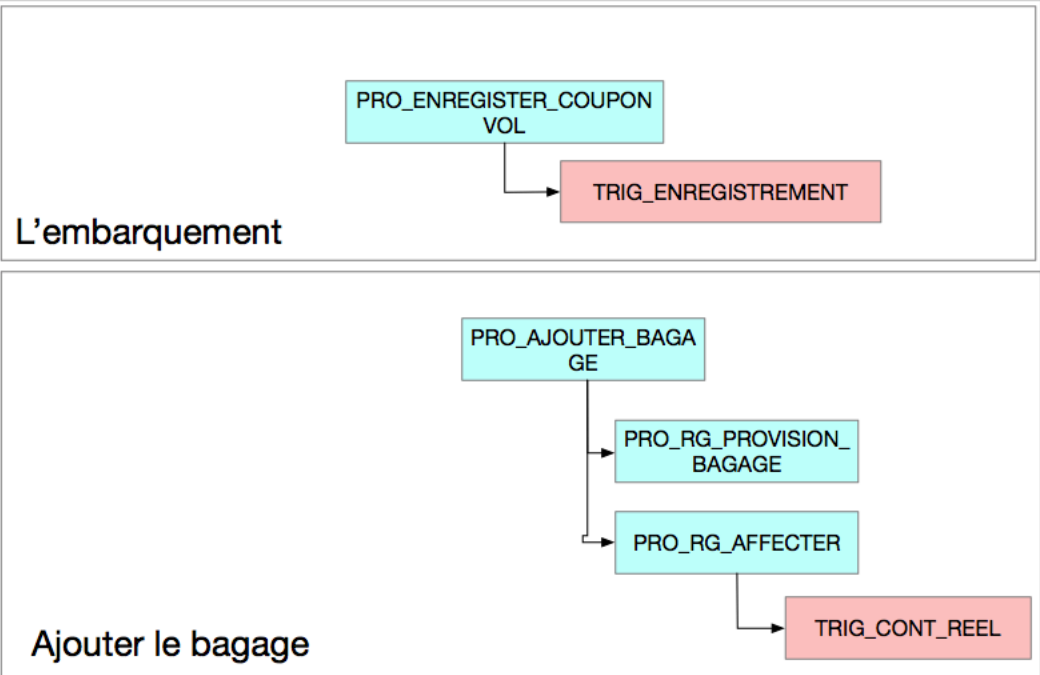 PRO_ENREGISTER_COUPON
VOL
TRIG_ENREGISTREMENT
L’embarquement
PRO_AJOUTER_BAGA
GE
PRO_RG_PROVISION_
BAGAGE
PRO_RG_AFFECTER
TRIG_CONT_REEL
Ajouter le bagage